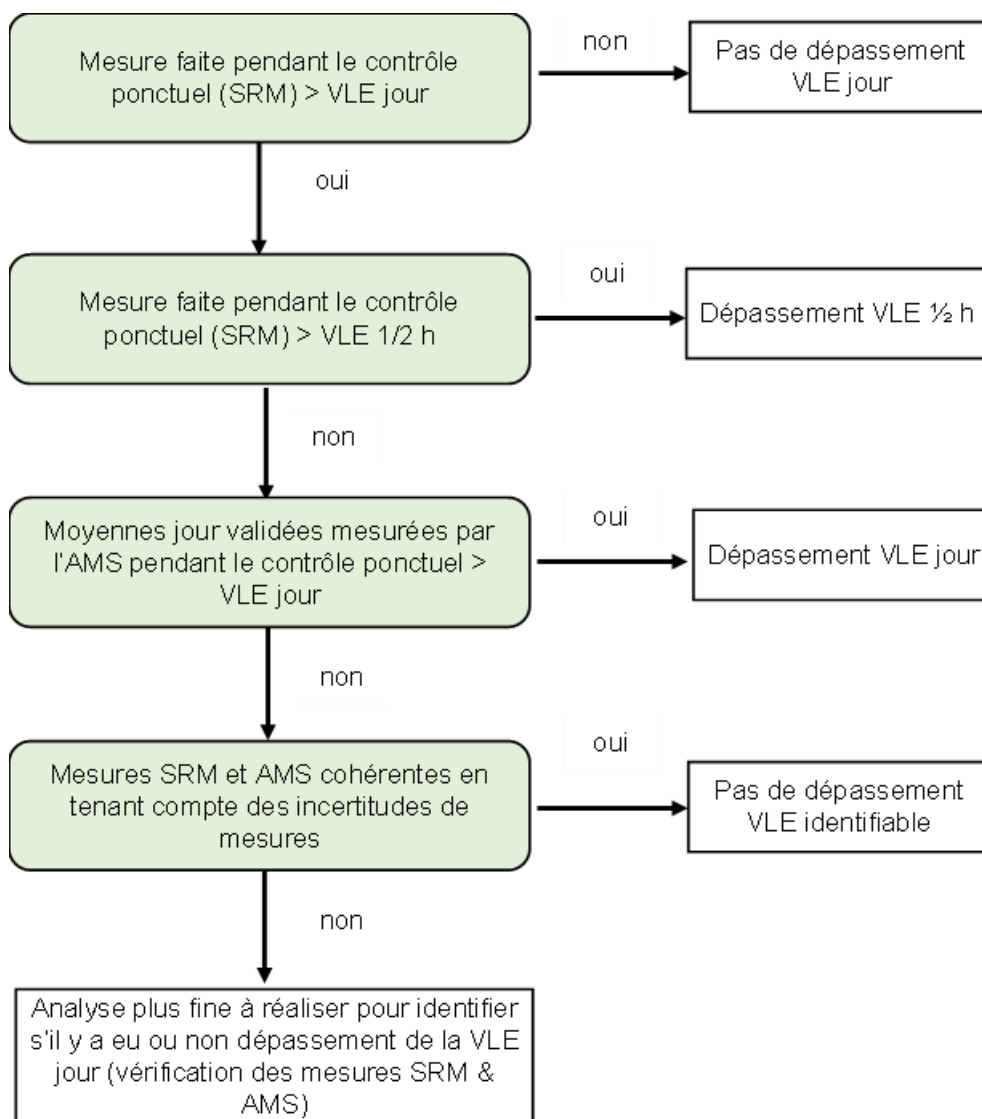 Mesure faite pendant le contrôle
ponctuel (SRM) > VLE jour
non
Pas de dépassement
VLE jour
oui
Mesure faite pendant le contrôle
ponctuel (SRM) > VLE 1/2 h
oui
Dépassement VLE ½ h
non
Moyennes jour validées mesurées par
l'AMS pendant le contrôle ponctuel >
VLE jour
oui
Dépassement VLE jour
non
Mesures SRM et AMS cohérentes en
tenant compte des incertitudes de
mesures
oui
Pas de dépassement
VLE identifiable
non
Analyse plus fine à réaliser pour identifier
s'il y a eu ou non dépassement de la VLE
jour (vérification des mesures SRM &
AMS)